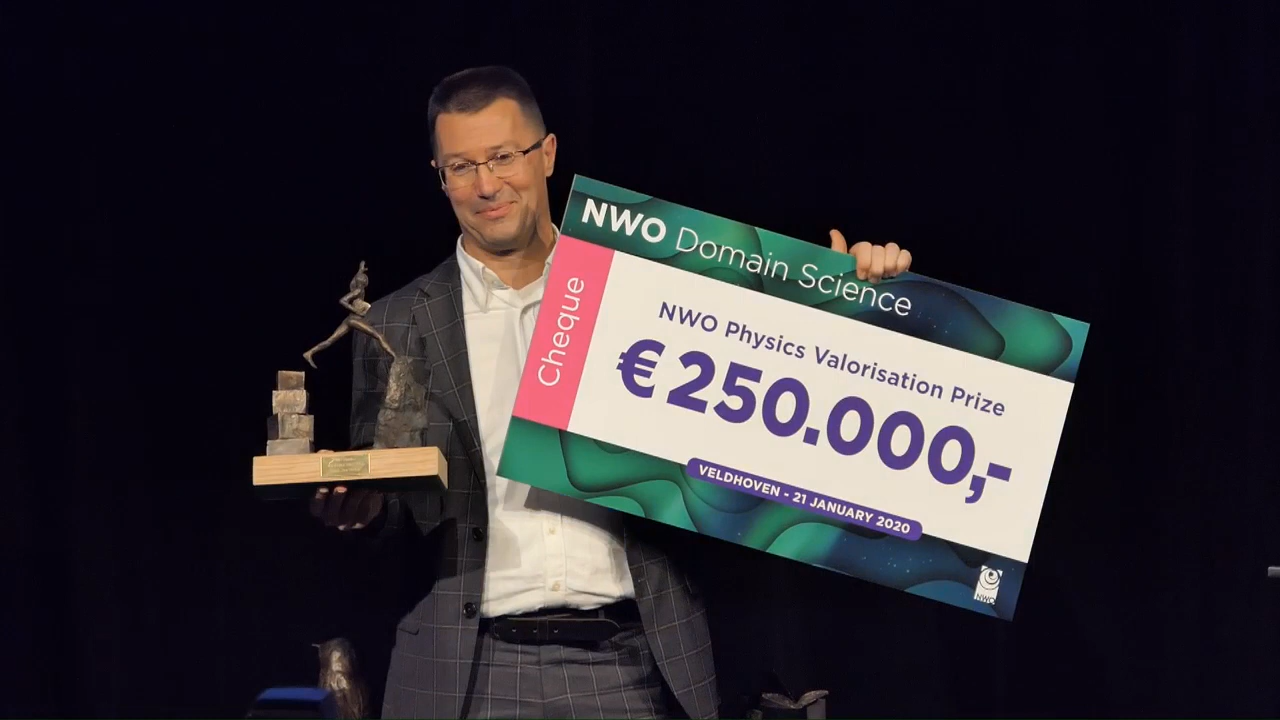 NWO Domain Science
Cheque
NWO Physics Valorisation Prize
€ 250.000,-
VELDHOVEN - 21 JANUARY 2020
NWO